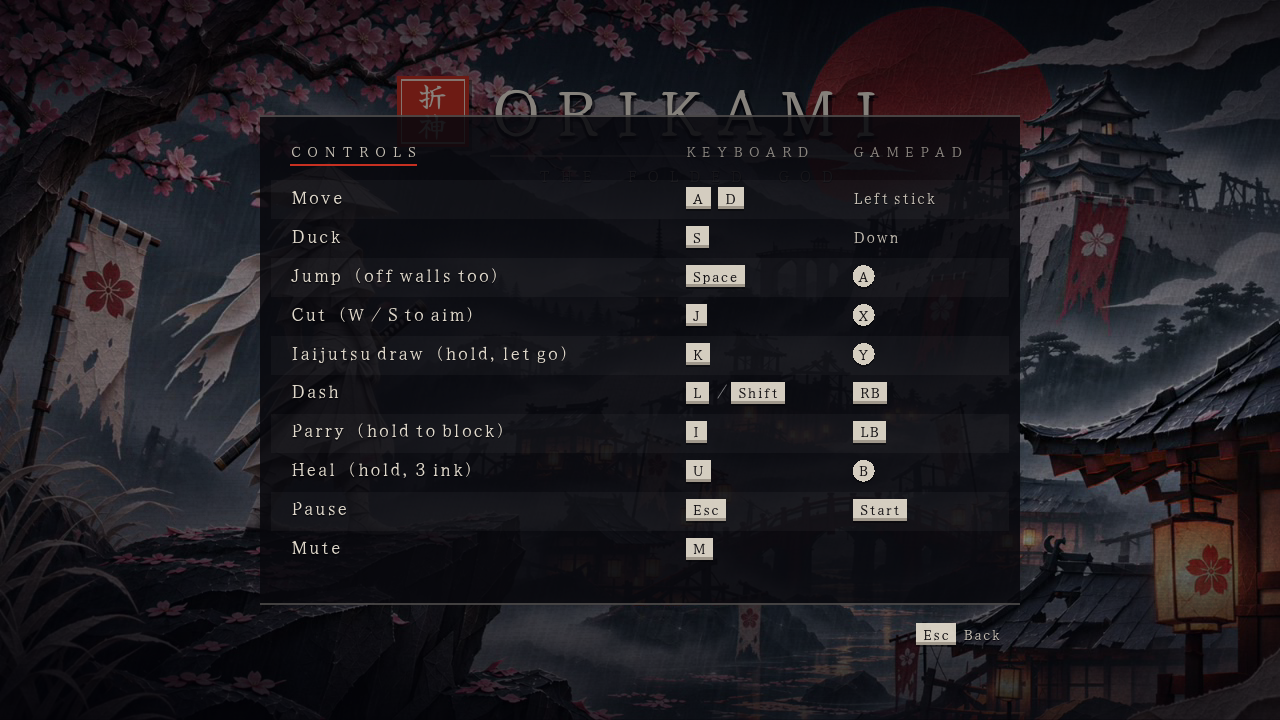 折神 ORIKAMI
CONTROLS KEYBOARD GAMEPAD
Move A D Left stick
Duck S Down
Jump (off walls too) Space A
Cut (W / S to aim) J X
Iaijutsu draw (hold, let go) K Y
Dash L / Shift RB
Parry (hold to block) I LB
Heal (hold, 3 ink) U B
Pause Esc Start
Mute M
Esc Back